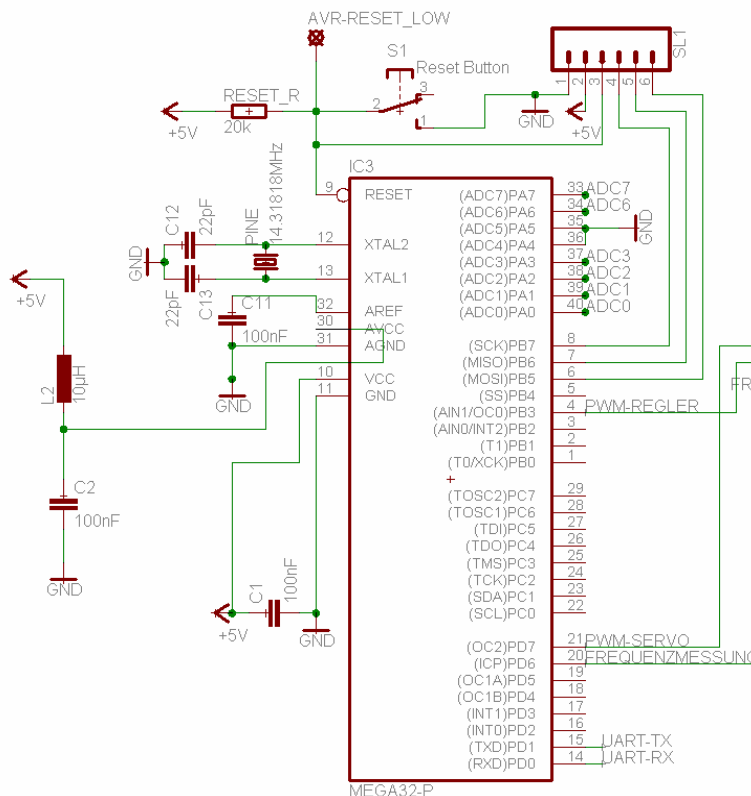 AVR-RESET_LOW
S1
Reset Button
SL1
3
2
1
1 2 3 4 5 6
RESET_R
20k
+5V
GND
+5V
IC3
9 RESET
12 XTAL2
13 XTAL1
32 AREF
30 AVCC
31 AGND
10 VCC
11 GND
(ADC7)PA7 33 ADC7
(ADC6)PA6 34 ADC6
(ADC5)PA5 35
(ADC4)PA4 36
(ADC3)PA3 37 ADC3
(ADC2)PA2 38 ADC2
(ADC1)PA1 39 ADC1
(ADC0)PA0 40 ADC0
GND
(SCK)PB7 8
(MISO)PB6 7
(MOSI)PB5 6
(SS)PB4 5
(AIN1/OC0)PB3 4 PWM-REGLER
(AIN0/INT2)PB2 3
(T1)PB1 2
(T0/XCK)PB0 1
FR
(TOSC2)PC7 29
(TOSC1)PC6 28
(TDI)PC5 27
(TDO)PC4 26
(TMS)PC3 25
(TCK)PC2 24
(SDA)PC1 23
(SCL)PC0 22
(OC2)PD7 21 PWM-SERVO
(ICP)PD6 20 FREQUENZMESSUNG
(OC1A)PD5 19
(OC1B)PD4 18
(INT1)PD3 17
(INT0)PD2 16
(TXD)PD1 15 UART-TX
(RXD)PD0 14 UART-RX
MEGA32-P
C12
22pF
PINE
14.31818MHz
GND
22pF
C13
C11
100nF
GND
+5V
L2
10µH
C2
100nF
GND
C1
100nF
+5V
GND